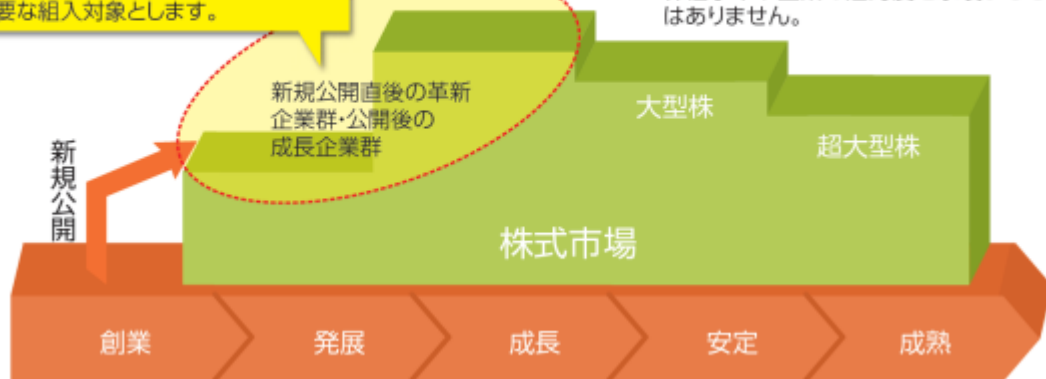 要な組入対象とします。
はありません。
新規公開直後の革新
企業群・公開後の
成長企業群
大型株
超大型株
新規公開
株式市場
創業
発展
成長
安定
成熟